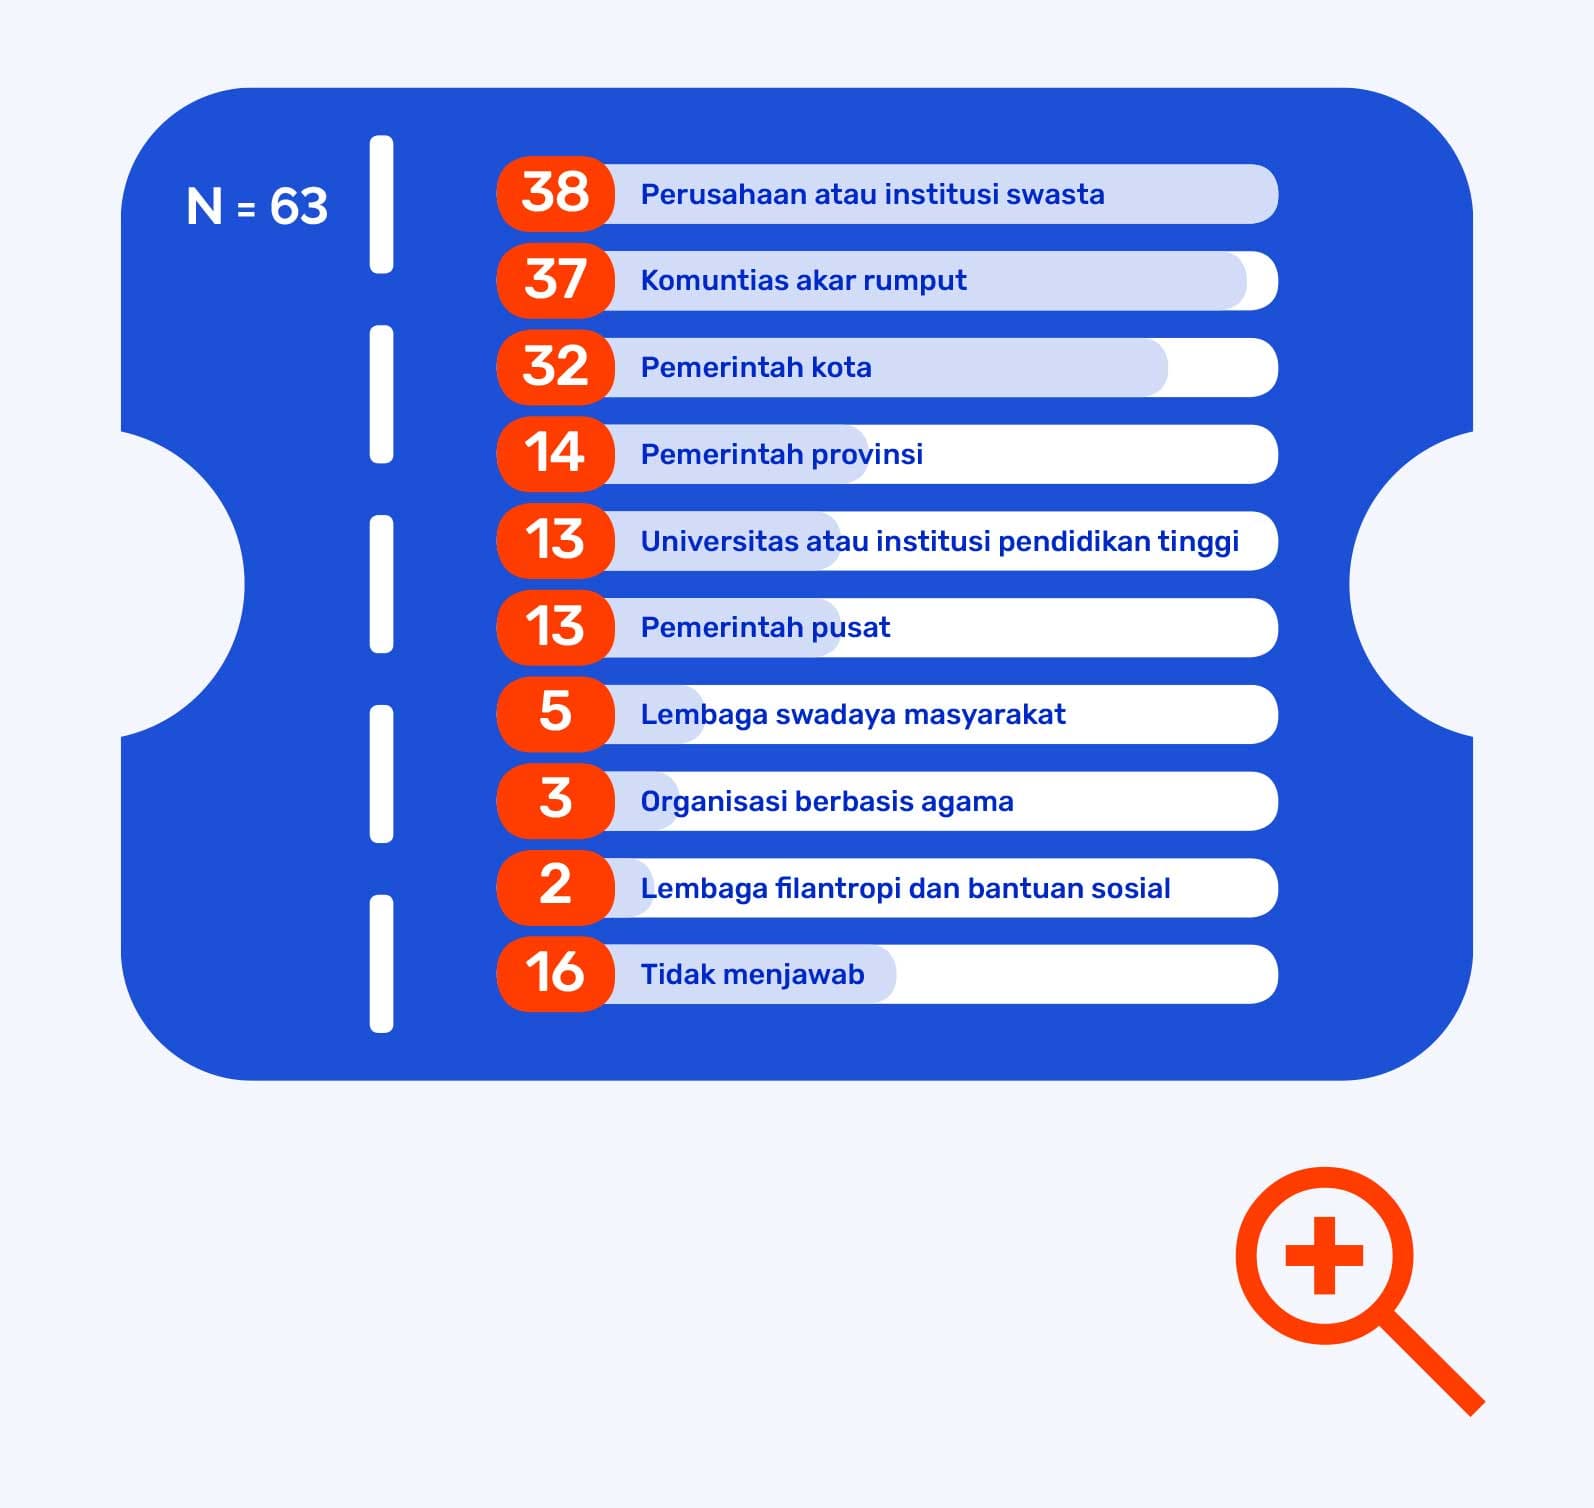 N = 63
38 Perusahaan atau institusi swasta
37 Komuntias akar rumput
32 Pemerintah kota
14 Pemerintah provinsi
13 Universitas atau institusi pendidikan tinggi
13 Pemerintah pusat
5 Lembaga swadaya masyarakat
3 Organisasi berbasis agama
2 Lembaga filantropi dan bantuan sosial
16 Tidak menjawab